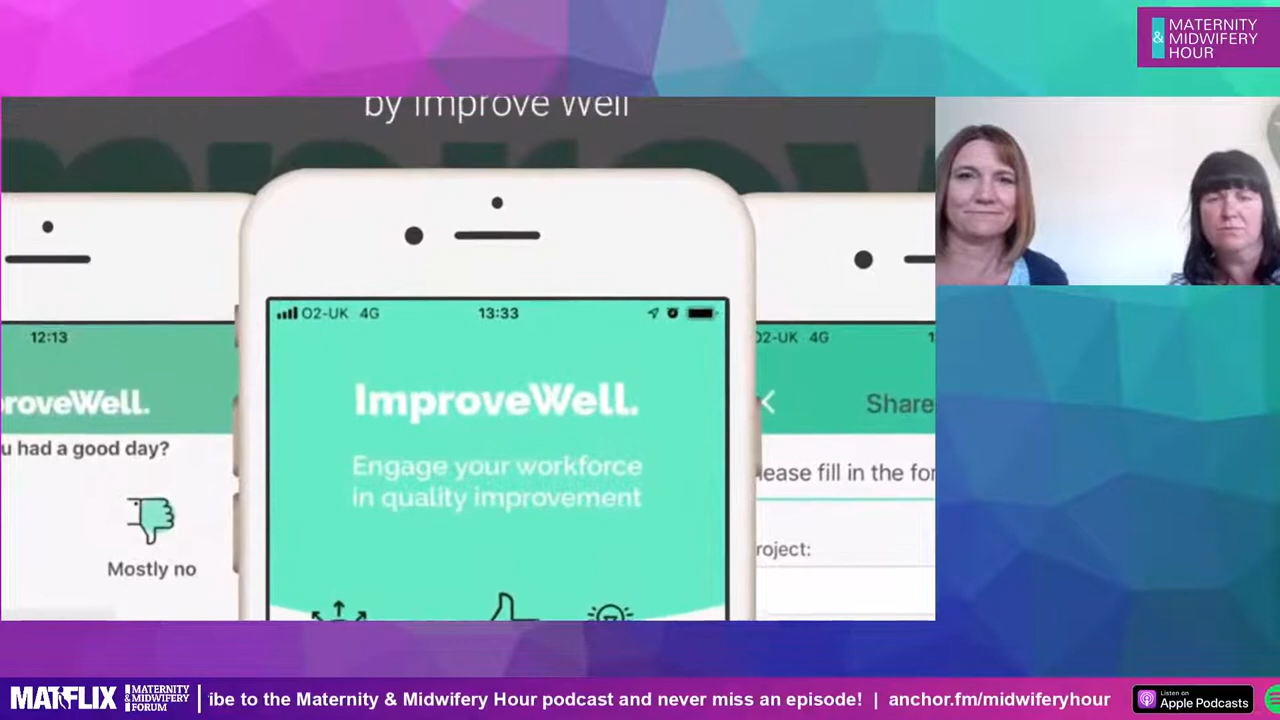 MATERNITY
& MIDWIFERY
HOUR
by Improve Well
12:13
proveWell.
u had a good day?
Mostly no
O2-UK 4G 13:33
ImproveWell.
Engage your workforce
in quality improvement
O2-UK 4G
Share
lease fill in the for
roject:
MATFLIX MATERNITY & MIDWIFERY FORUM ibe to the Maternity & Midwifery Hour podcast and never miss an episode! | anchor.fm/midwiferyhour
Listen on
Apple Podcasts